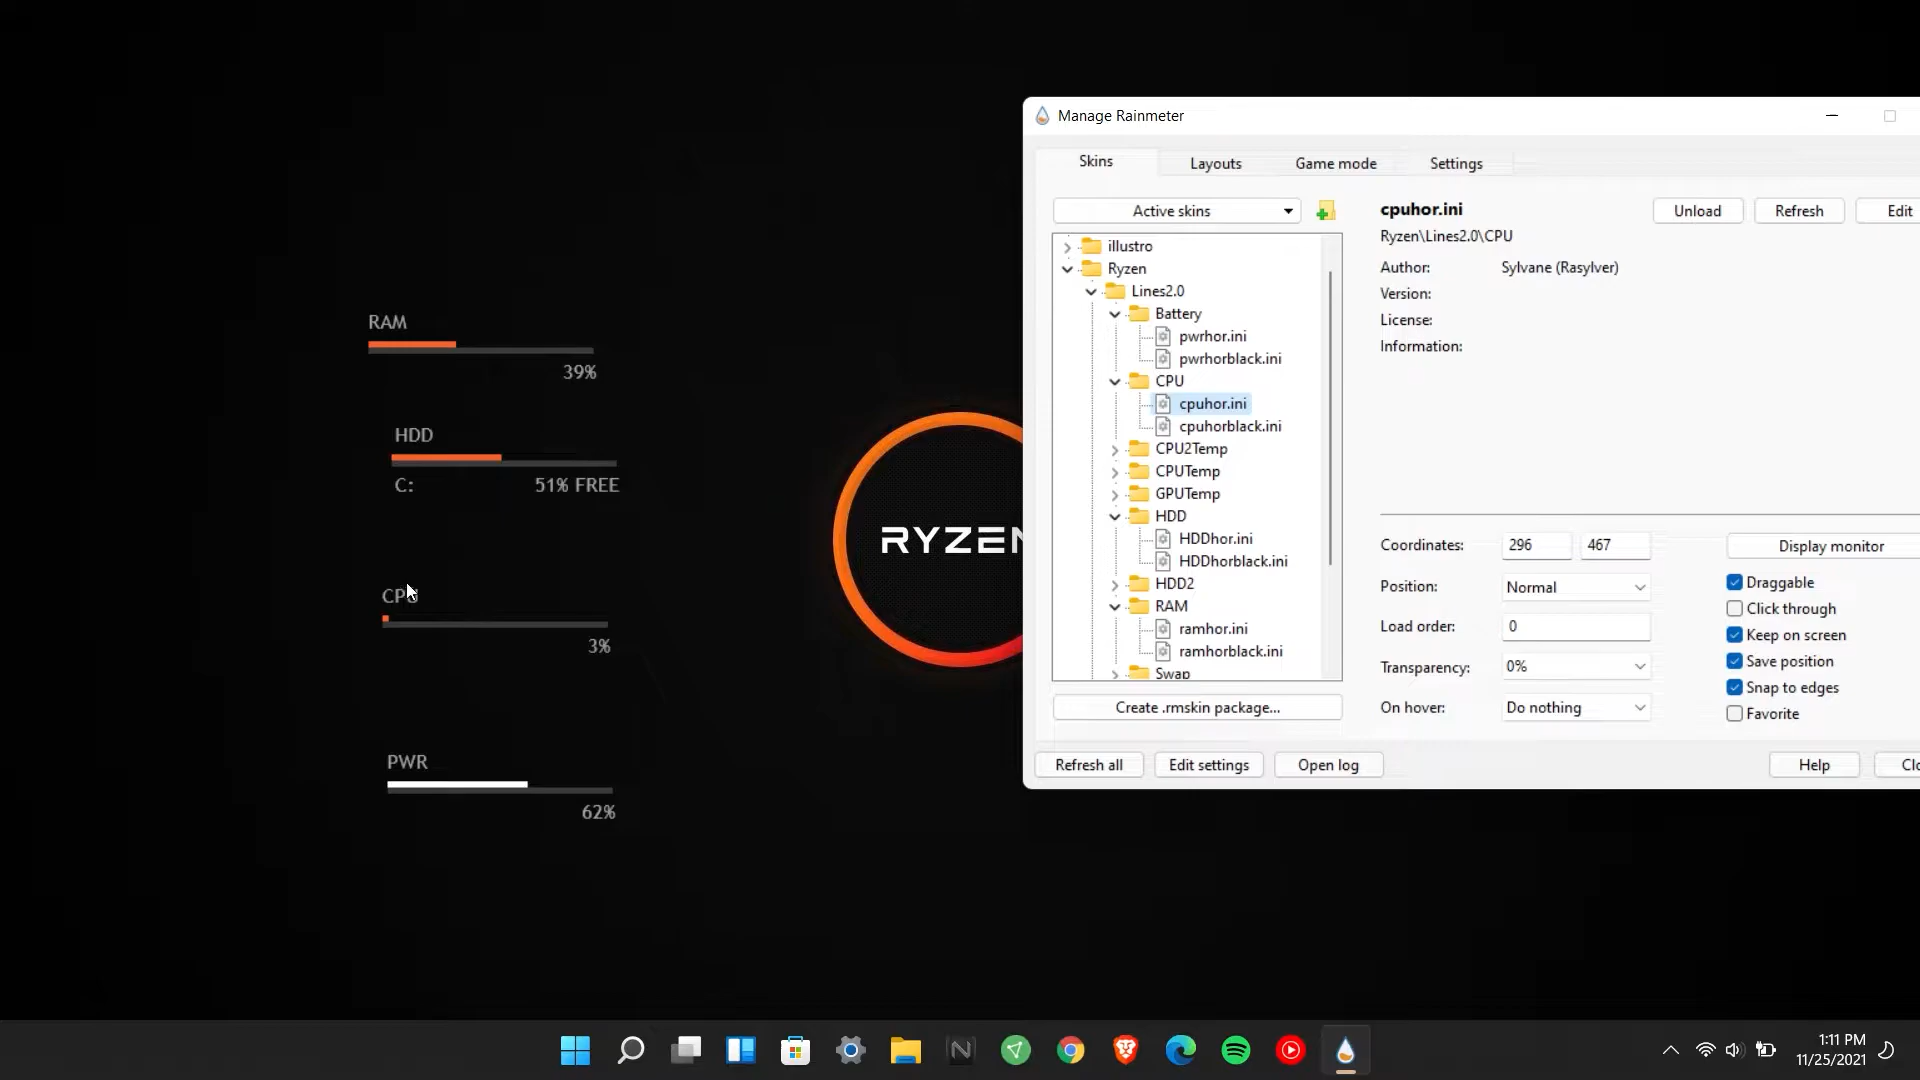 RAM
39%
HDD
C: 51% FREE
CPU
3%
PWR
62%
RYZEN
Manage Rainmeter
Skins Layouts Game mode Settings
Active skins
illustro
Ryzen
Lines2.0
Battery
pwrhor.ini
pwrhorblack.ini
CPU
cpuhor.ini
cpuhorblack.ini
CPU2Temp
CPUTemp
GPUTemp
HDD
HDDhor.ini
HDDhorblack.ini
HDD2
RAM
ramhor.ini
ramhorblack.ini
Swap
Create .rmskin package...
cpuhor.ini
Unload Refresh Edit
Ryzen\Lines2.0\CPU
Author: Sylvane (Rasylver)
Version:
License:
Information:
Coordinates: 296 467 Display monitor
Position: Normal
Load order: 0
Transparency: 0%
On hover: Do nothing
Draggable
Click through
Keep on screen
Save position
Snap to edges
Favorite
Refresh all Edit settings Open log Help Clo
1:11 PM
11/25/2021